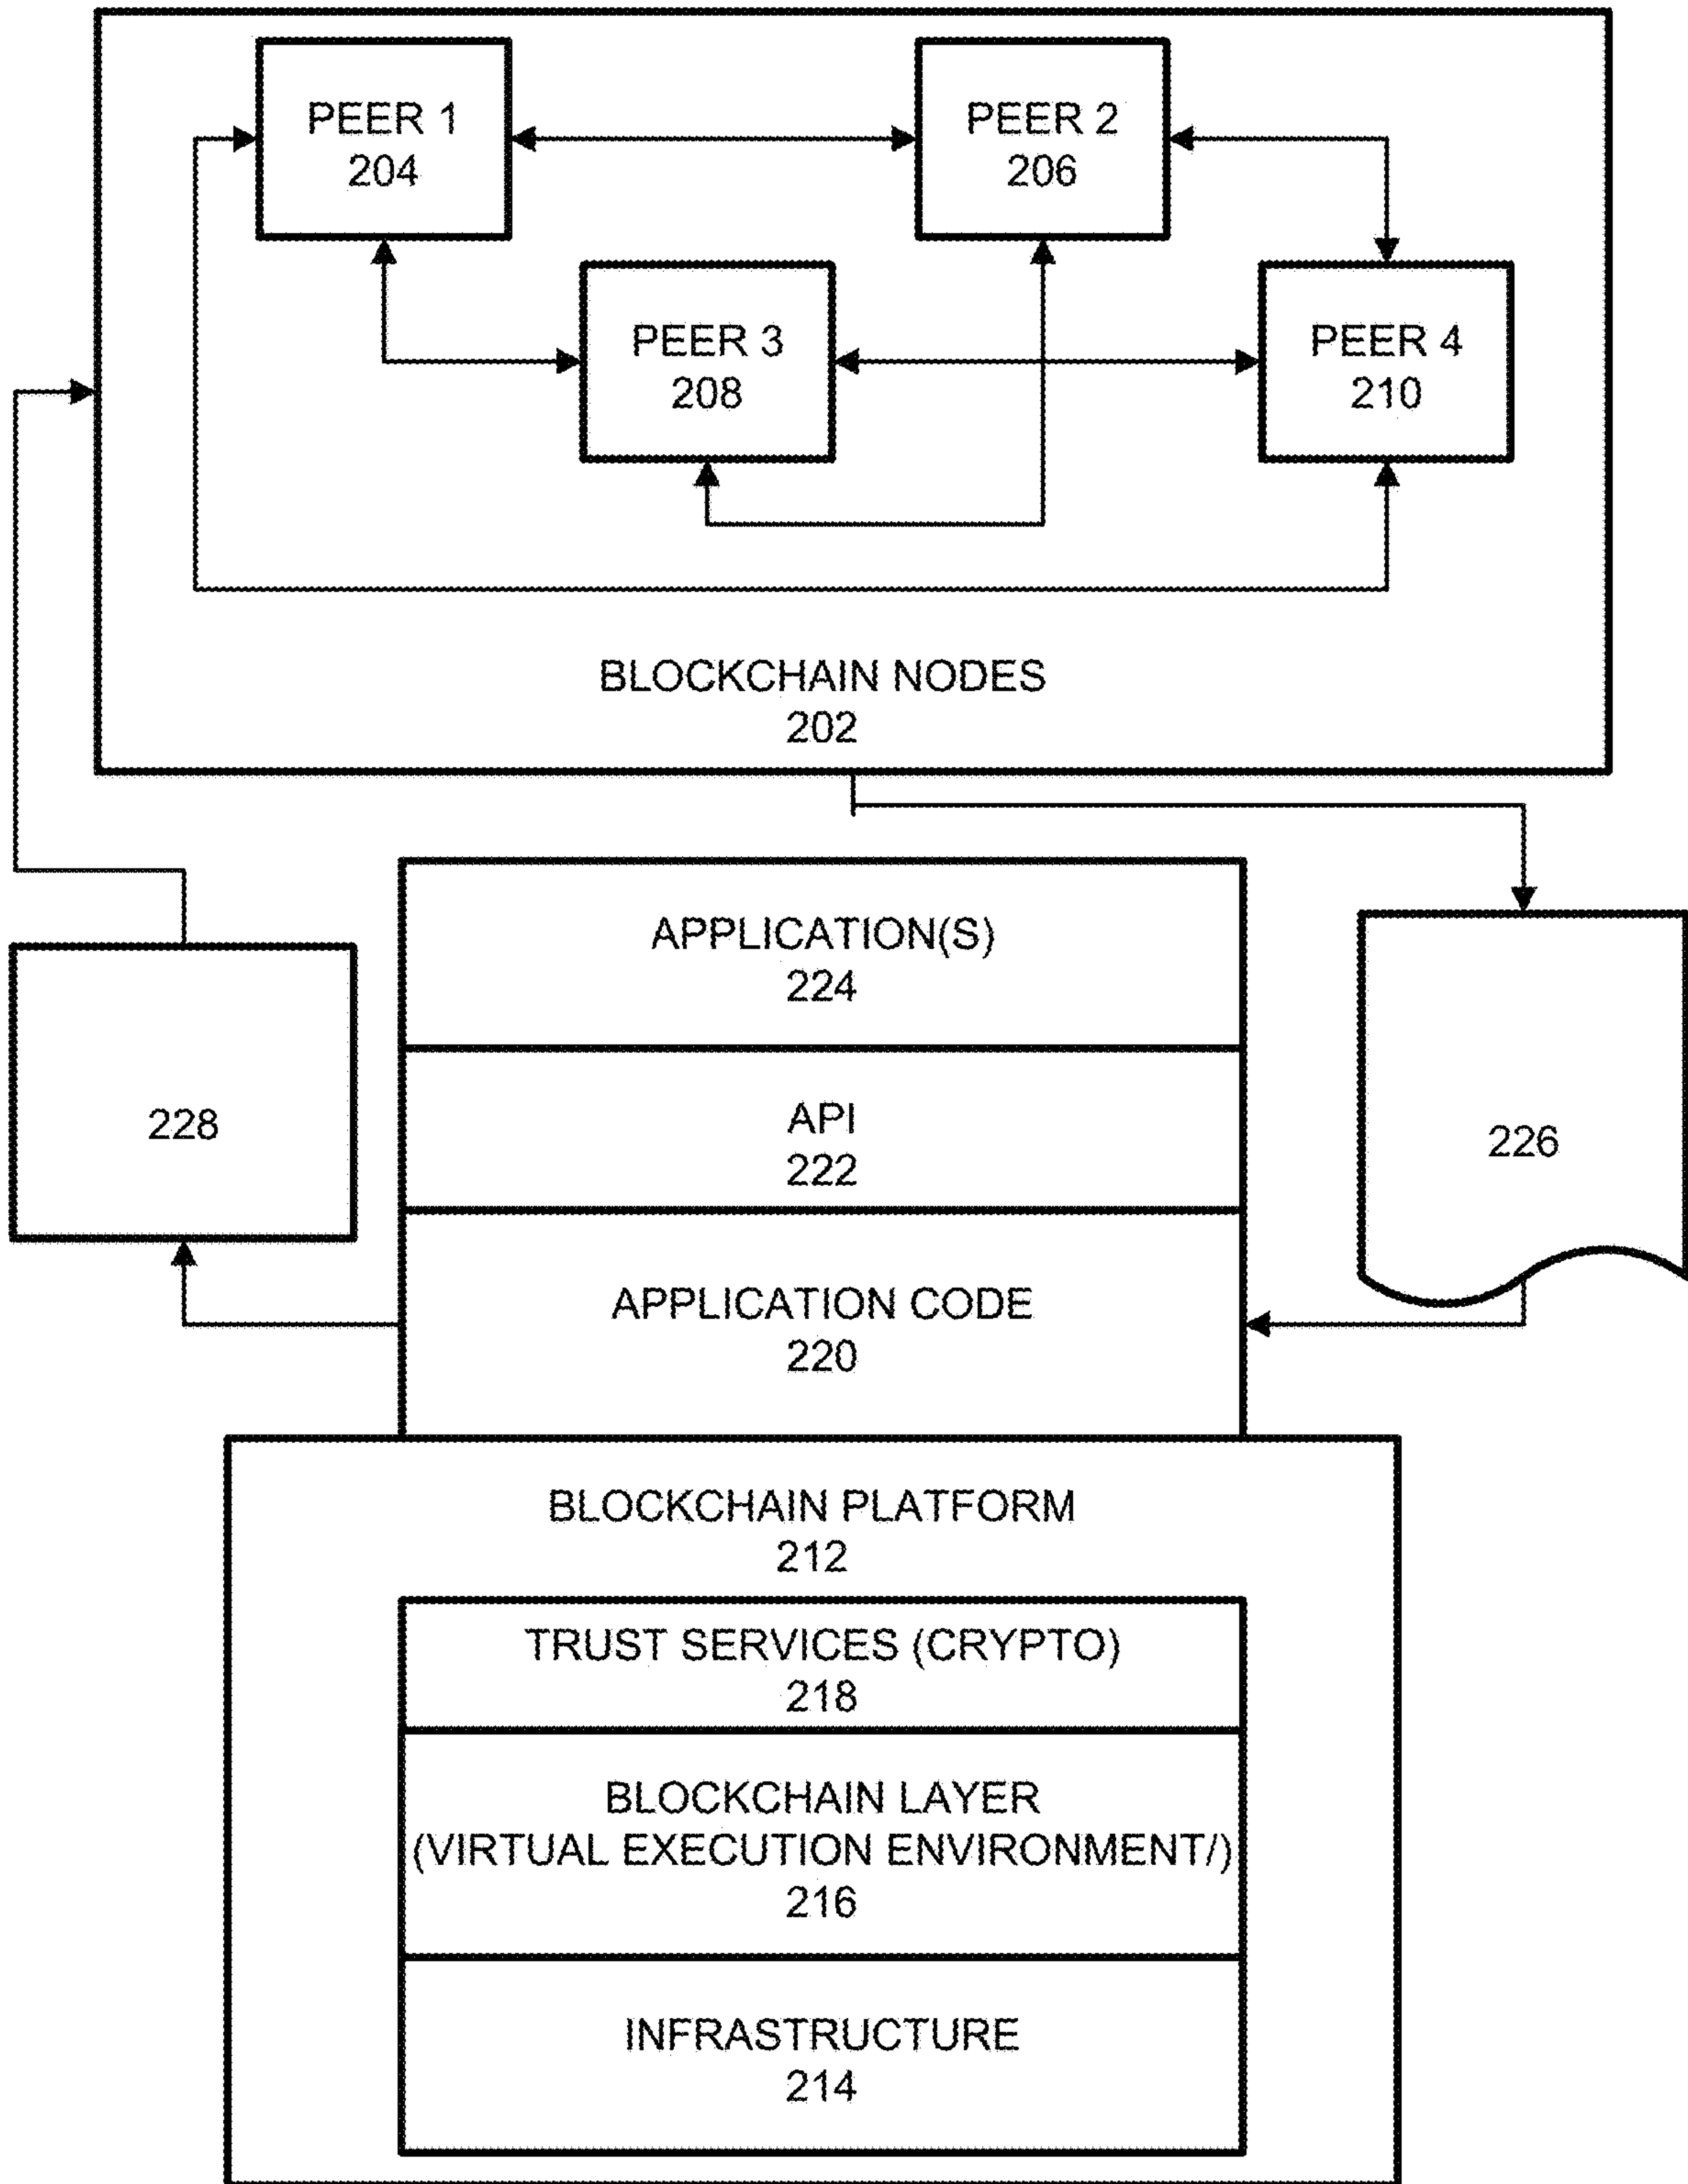 PEER 1
204
PEER 2
206
PEER 3
208
PEER 4
210
BLOCKCHAIN NODES
202
APPLICATION(S)
224
API
222
228
226
APPLICATION CODE
220
BLOCKCHAIN PLATFORM
212
TRUST SERVICES (CRYPTO)
218
BLOCKCHAIN LAYER
(VIRTUAL EXECUTION ENVIRONMENT/)
216
INFRASTRUCTURE
214